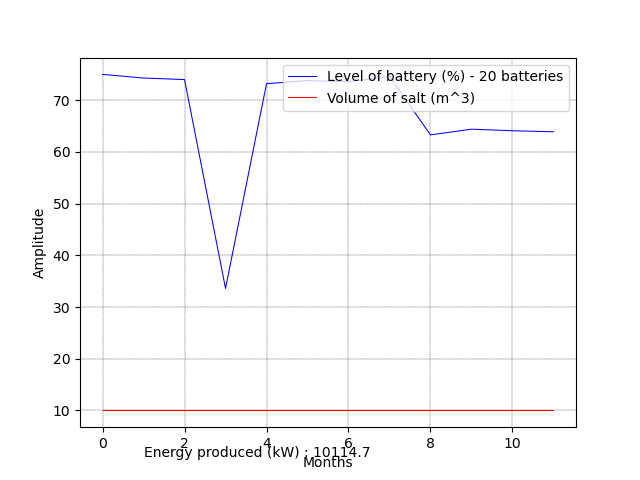 Level of battery (%) - 20 batteries
Volume of salt (m^3)
70
60
50
40
30
20
10
Amplitude
0 2 4 6 8 10
Energy produced (kW) : 10114.7
Months